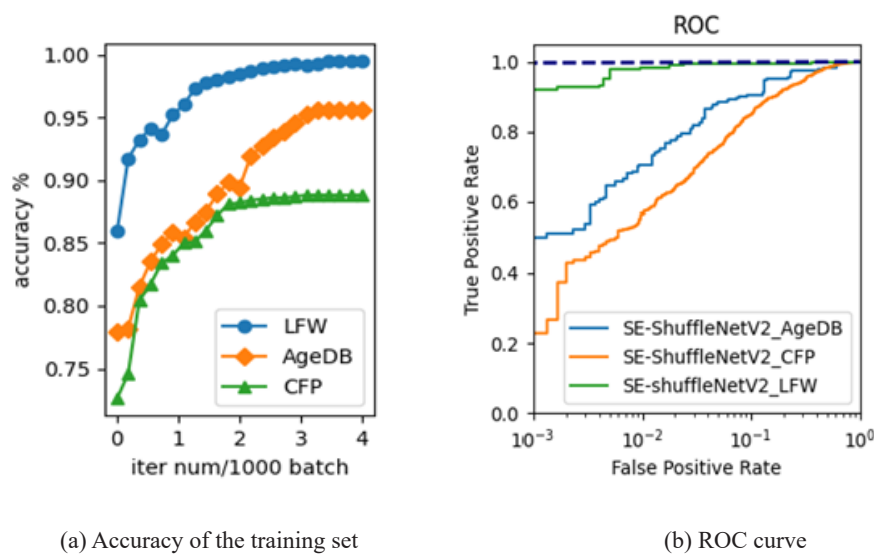 ROC
1.00
0.95
0.90
0.85
0.80
0.75
accuracy %
LFW
AgeDB
CFP
0 1 2 3 4
iter num/1000 batch
1.0
0.8
0.6
0.4
0.2
0.0
True Positive Rate
SE-ShuffleNetV2_AgeDB
SE-ShuffleNetV2_CFP
SE-shuffleNetV2_LFW
10⁻³ 10⁻² 10⁻¹ 10⁰
False Positive Rate
(a) Accuracy of the training set
(b) ROC curve